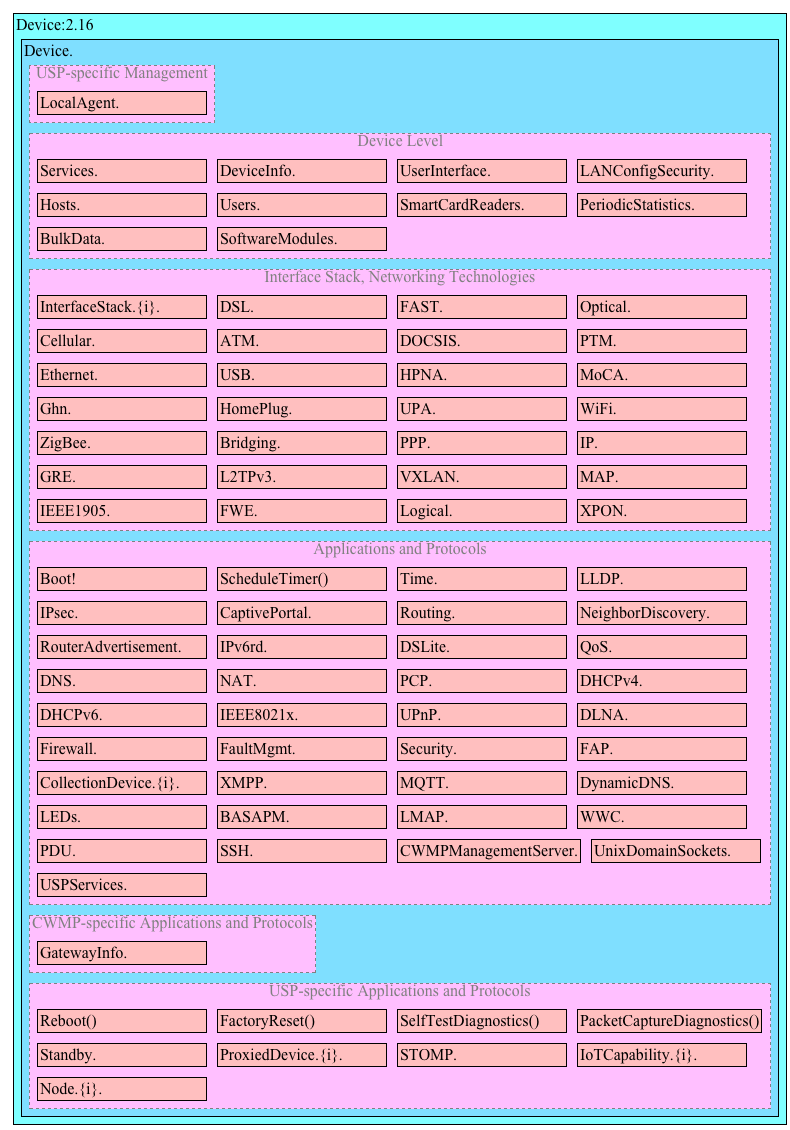 Device:2.16
Device.
USP-specific Management
LocalAgent.
Device Level
Services. DeviceInfo. UserInterface. LANConfigSecurity.
Hosts. Users. SmartCardReaders. PeriodicStatistics.
BulkData. SoftwareModules.
Interface Stack, Networking Technologies
InterfaceStack.{i}. DSL. FAST. Optical.
Cellular. ATM. DOCSIS. PTM.
Ethernet. USB. HPNA. MoCA.
Ghn. HomePlug. UPA. WiFi.
ZigBee. Bridging. PPP. IP.
GRE. L2TPv3. VXLAN. MAP.
IEEE1905. FWE. Logical. XPON.
Applications and Protocols
Boot! ScheduleTimer() Time. LLDP.
IPsec. CaptivePortal. Routing. NeighborDiscovery.
RouterAdvertisement. IPv6rd. DSLite. QoS.
DNS. NAT. PCP. DHCPv4.
DHCPv6. IEEE8021x. UPnP. DLNA.
Firewall. FaultMgmt. Security. FAP.
CollectionDevice.{i}. XMPP. MQTT. DynamicDNS.
LEDs. BASAPM. LMAP. WWC.
PDU. SSH. CWMPManagementServer. UnixDomainSockets.
USPServices.
CWMP-specific Applications and Protocols
GatewayInfo.
USP-specific Applications and Protocols
Reboot() FactoryReset() SelfTestDiagnostics() PacketCaptureDiagnostics()
Standby. ProxiedDevice.{i}. STOMP. IoTCapability.{i}.
Node.{i}.